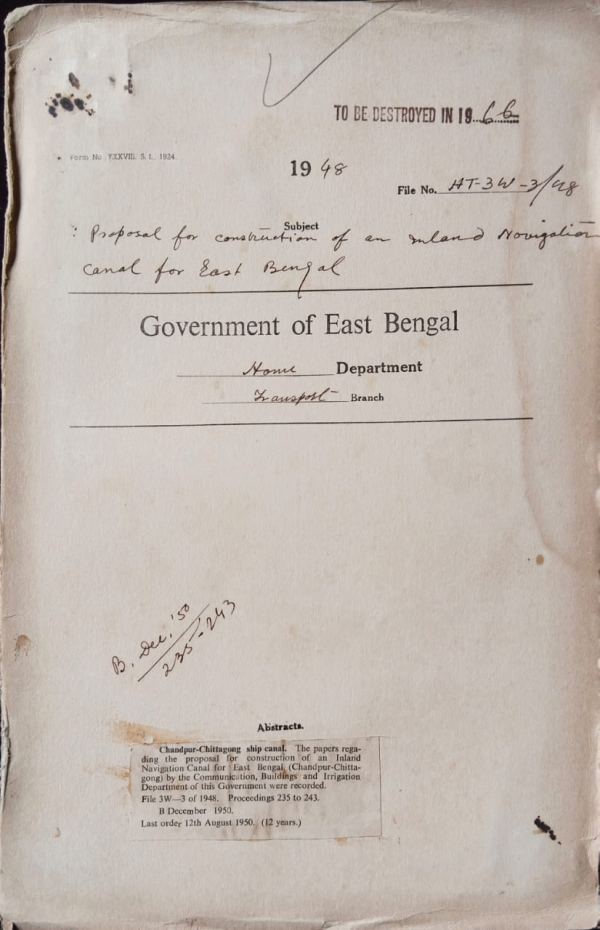 TO BE DESTROYED IN 19 66
Form No. FXXVIII. S. I., 1924.
1948
File No. HT-3W-3/48
Subject
: Proposal for construction of an Inland Navigation
Canal for East Bengal
Government of East Bengal
Home Department
Transport Branch
B. Dec. '50
235-243
Abstracts.
Chandpur-Chittagong ship canal. The papers rega-
ding the proposal for construction of an Inland
Navigation Canal for East Bengal (Chandpur-Chitta-
gong) by the Communication, Buildings and Irrigation
Department of this Government were recorded.
File 3W—3 of 1948. Proceedings 235 to 243.
B December 1950.
Last order 12th August 1950. (12 years.)